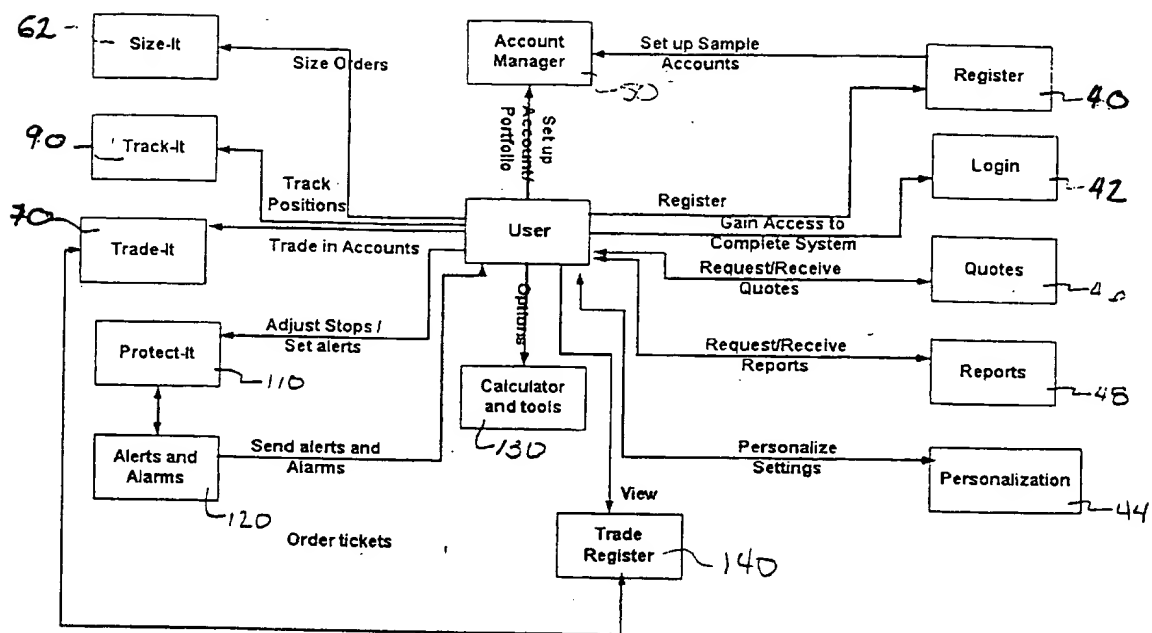 62
Size-It
Size Orders
Account
Manager
50
Set up Sample
Accounts
Register
40
90
Track-It
Track
Positions
Set up
Account/
Portfolio
Login
42
70
Trade-It
Trade in Accounts
User
Register
Gain Access to
Complete System
Request/Receive
Quotes
Quotes
Protect-It
110
Adjust Stops /
Set alerts
Options
Calculator
and tools
130
Request/Receive
Reports
Reports
48
Alerts and
Alarms
120
Send alerts and
Alarms
Personalize
Settings
Personalization
44
View
Order tickets
Trade
Register
140